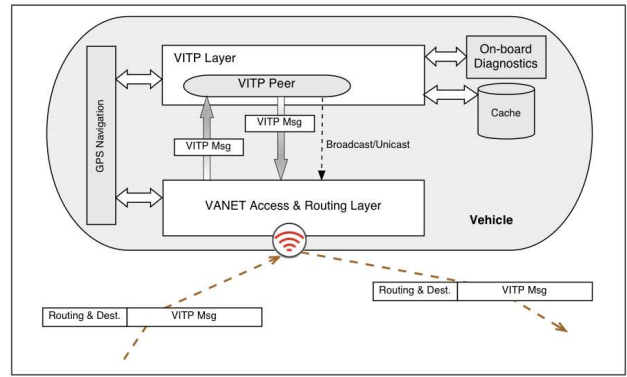 VITP Layer
On-board
Diagnostics
VITP Peer
Cache
GPS Navigation
VITP Msg
VITP Msg
Broadcast/Unicast
VANET Access & Routing Layer
Vehicle
Routing & Dest. VITP Msg
Routing & Dest. VITP Msg